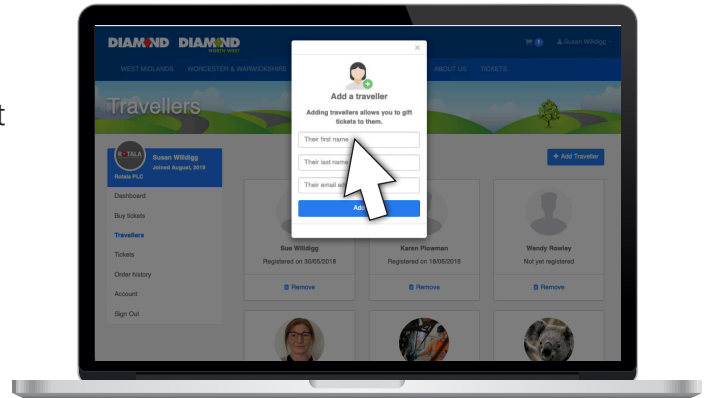 t
DIAMOND DIAMOND
NORTH WEST
1 Susan Willdigg
WEST MIDLANDS WORCESTER & WARWICKSHIRE ABOUT US TICKETS
Travellers
×
Add a traveller
Adding travellers allows you to gift
tickets to them.
Their first name
Their last name
Their email
Add
ROTALA
Susan Willdigg
Joined August, 2018
Rotala PLC
+ Add Traveller
Dashboard
Buy tickets
Travellers
Tickets
Order history
Account
Sign Out
Sue Willdigg
Registered on 30/05/2018
Remove
Karen Plowman
Registered on 18/06/2018
Remove
Wendy Rowley
Not yet registered
Remove